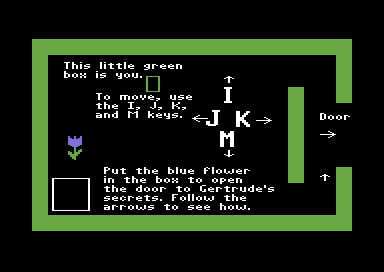 This little green
box is you.
To move, use
the I, J, K,
and M keys.
I
J K
M
Door
Put the blue flower
in the box to open
the door to Gertrude's
secrets. Follow the
arrows to see how.